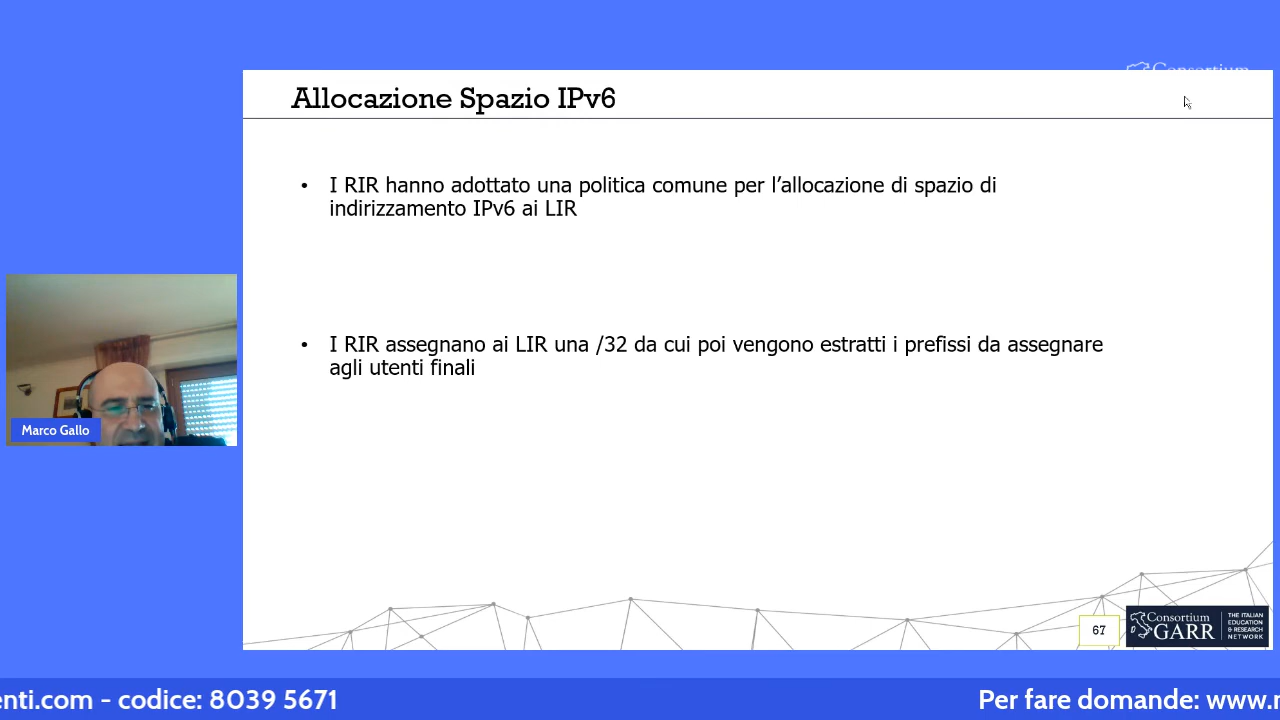 Consortium
Allocazione Spazio IPv6
• I RIR hanno adottato una politica comune per l’allocazione di spazio di
indirizzamento IPv6 ai LIR
• I RIR assegnano ai LIR una /32 da cui poi vengono estratti i prefissi da assegnare
agli utenti finali
Marco Gallo
67
Consortium
GARR
THE ITALIAN
EDUCATION
& RESEARCH
NETWORK
enti.com - codice: 8039 5671
Per fare domande: www.